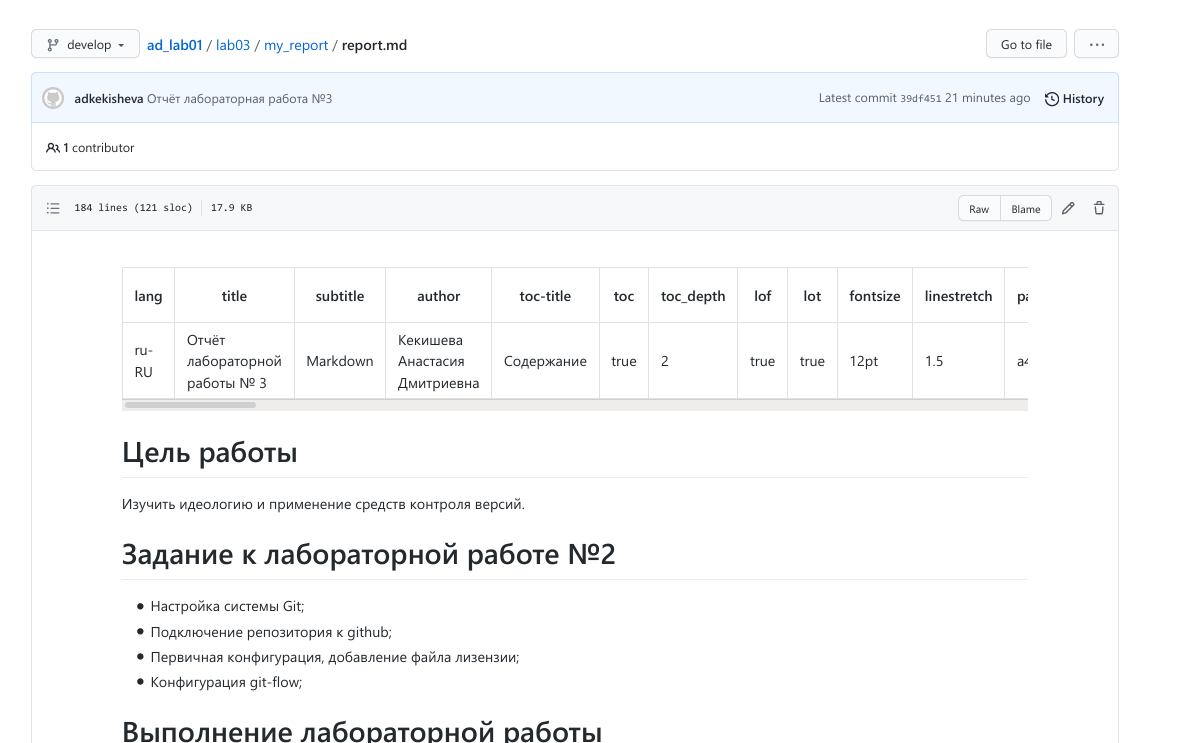 develop ad_lab01 / lab03 / my_report / report.md Go to file ...
adkekisheva Отчёт лабораторная работа №3 Latest commit 39df451 21 minutes ago History
1 contributor
184 lines (121 sloc) 17.9 KB Raw Blame
lang title subtitle author toc-title toc toc_depth lof lot fontsize linestretch
ru-RU Отчёт лабораторной работы № 3 Markdown Кекишева Анастасия Дмитриевна Содержание true 2 true true 12pt 1.5
Цель работы
Изучить идеологию и применение средств контроля версий.
Задание к лабораторной работе №2
• Настройка системы Git;
• Подключение репозитория к github;
• Первичная конфигурация, добавление файла лизензии;
• Конфигурация git-flow;
Выполнение лабораторной работы